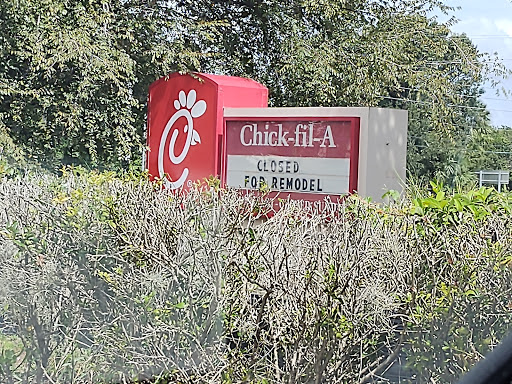 Chick-fil-A
CLOSED
FOR REMODEL